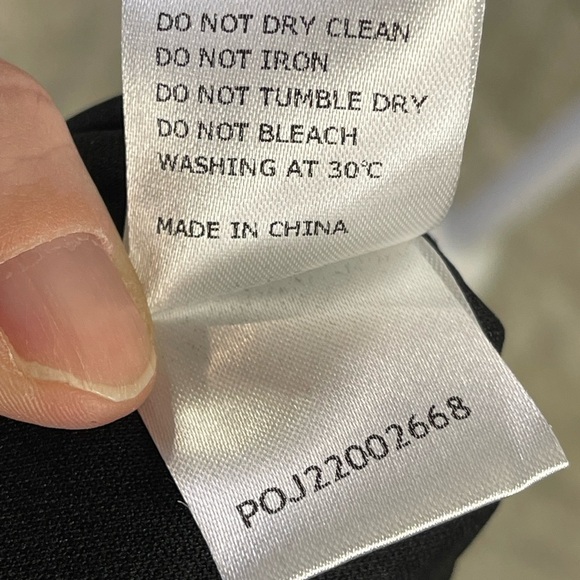 DO NOT DRY CLEAN
DO NOT IRON
DO NOT TUMBLE DRY
DO NOT BLEACH
WASHING AT 30℃
MADE IN CHINA
POJ22002668